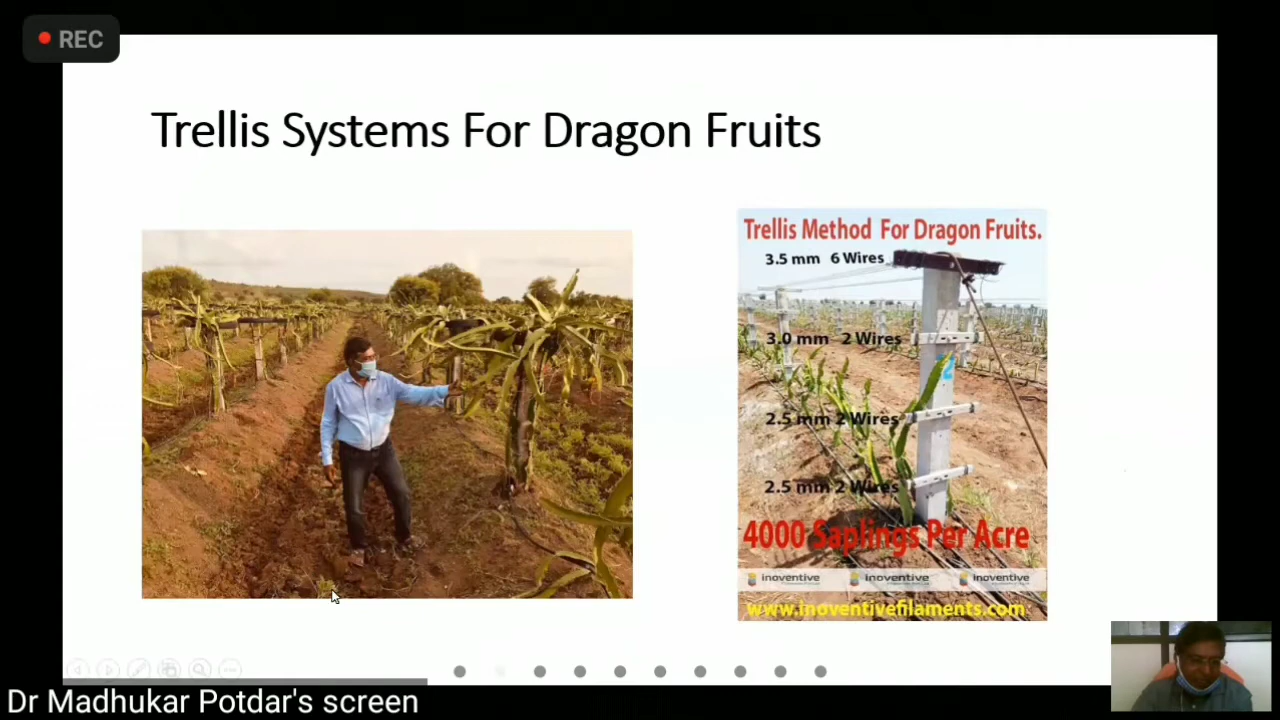 REC
Trellis Systems For Dragon Fruits
Trellis Method For Dragon Fruits.
3.5 mm 6 Wires
3.0 mm 2 Wires
2.5 mm 2 Wires
2.5 mm 2 Wires
4000 Saplings Per Acre
inoventive inoventive inoventive
www.inoventivefilaments.com
Dr Madhukar Potdar's screen